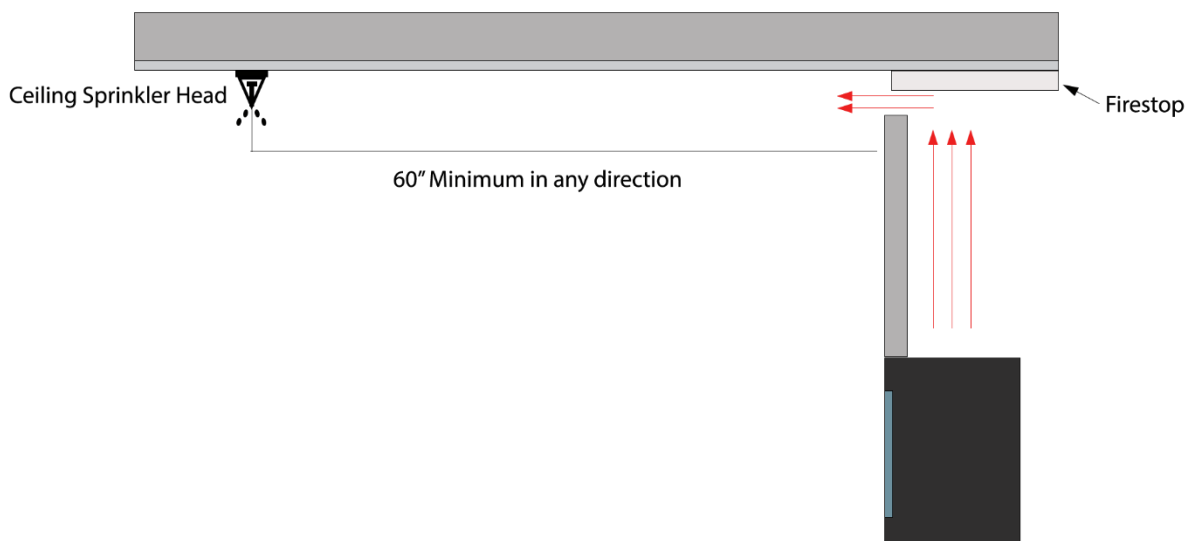 Ceiling Sprinkler Head
Firestop
60” Minimum in any direction